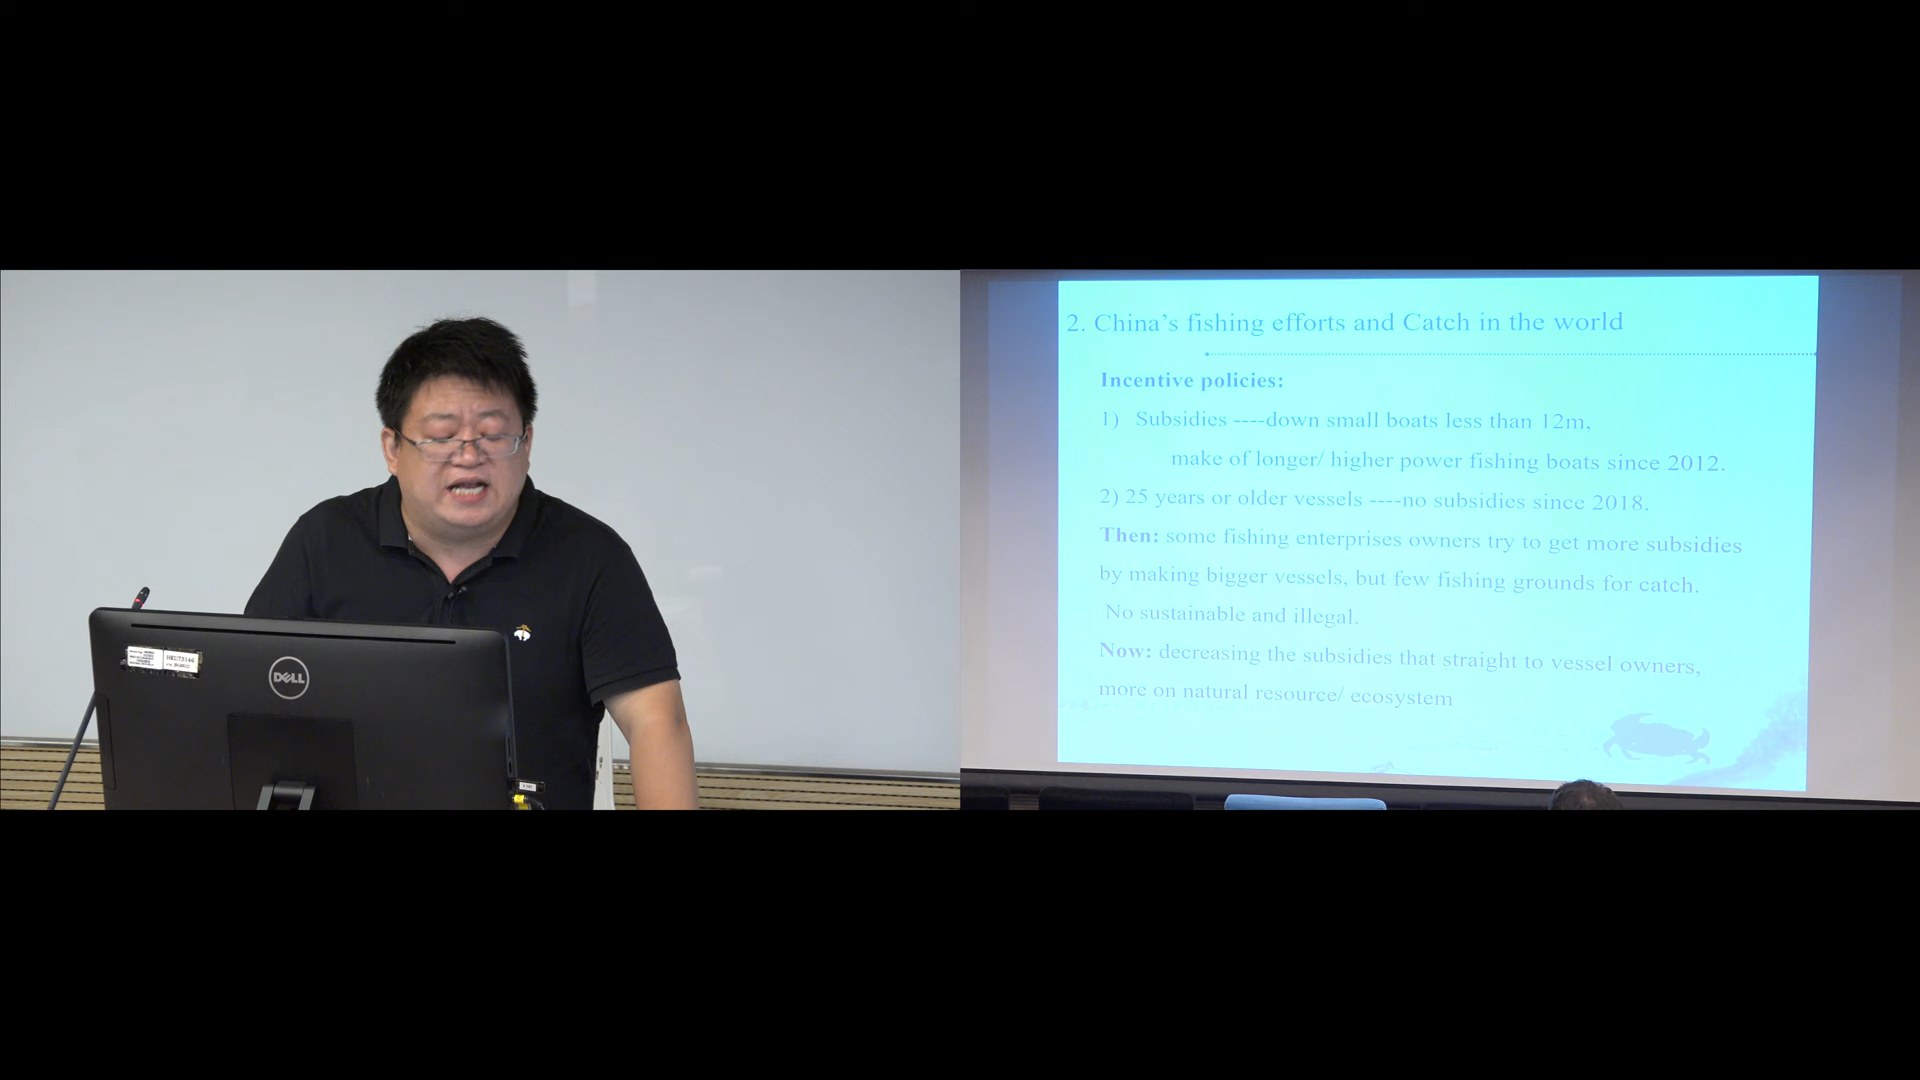 2. China’s fishing efforts and Catch in the world
Incentive policies:
1) Subsidies ----down small boats less than 12m,
make of longer/ higher power fishing boats since 2012.
2) 25 years or older vessels ----no subsidies since 2018.
Then: some fishing enterprises owners try to get more subsidies
by making bigger vessels, but few fishing grounds for catch.
No sustainable and illegal.
Now: decreasing the subsidies that straight to vessel owners,
more on natural resource/ ecosystem
DELL